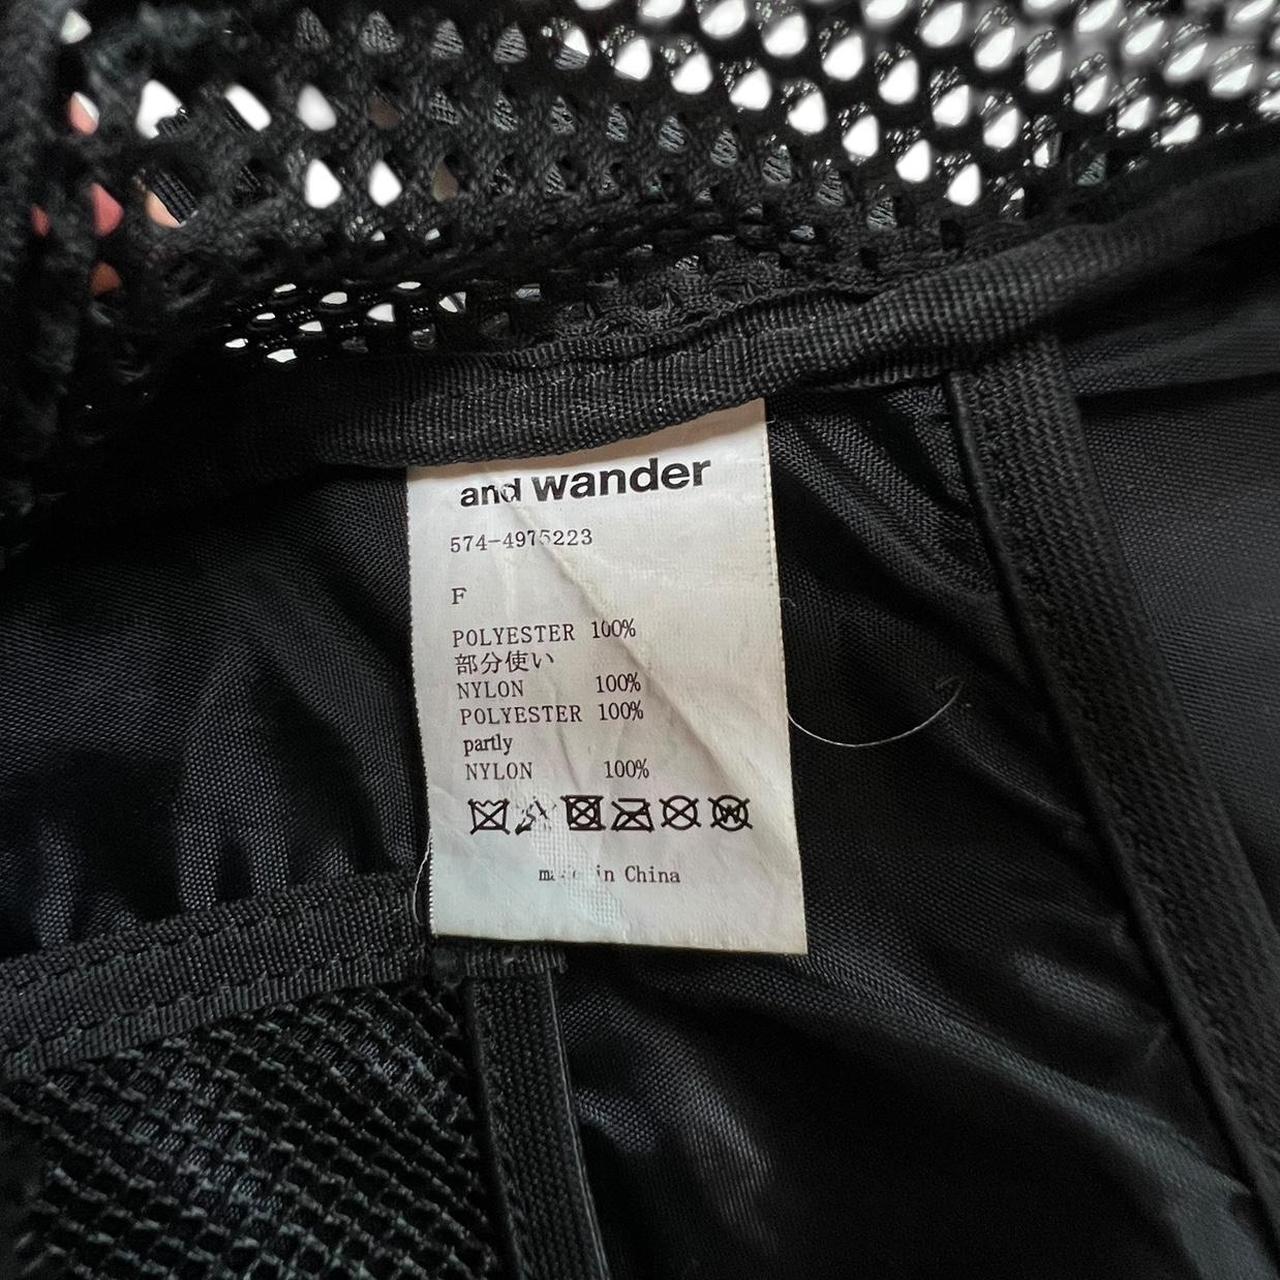 and wander
574-4975223
F
POLYESTER 100%
部分使い
NYLON 100%
POLYESTER 100%
partly
NYLON 100%
made in China